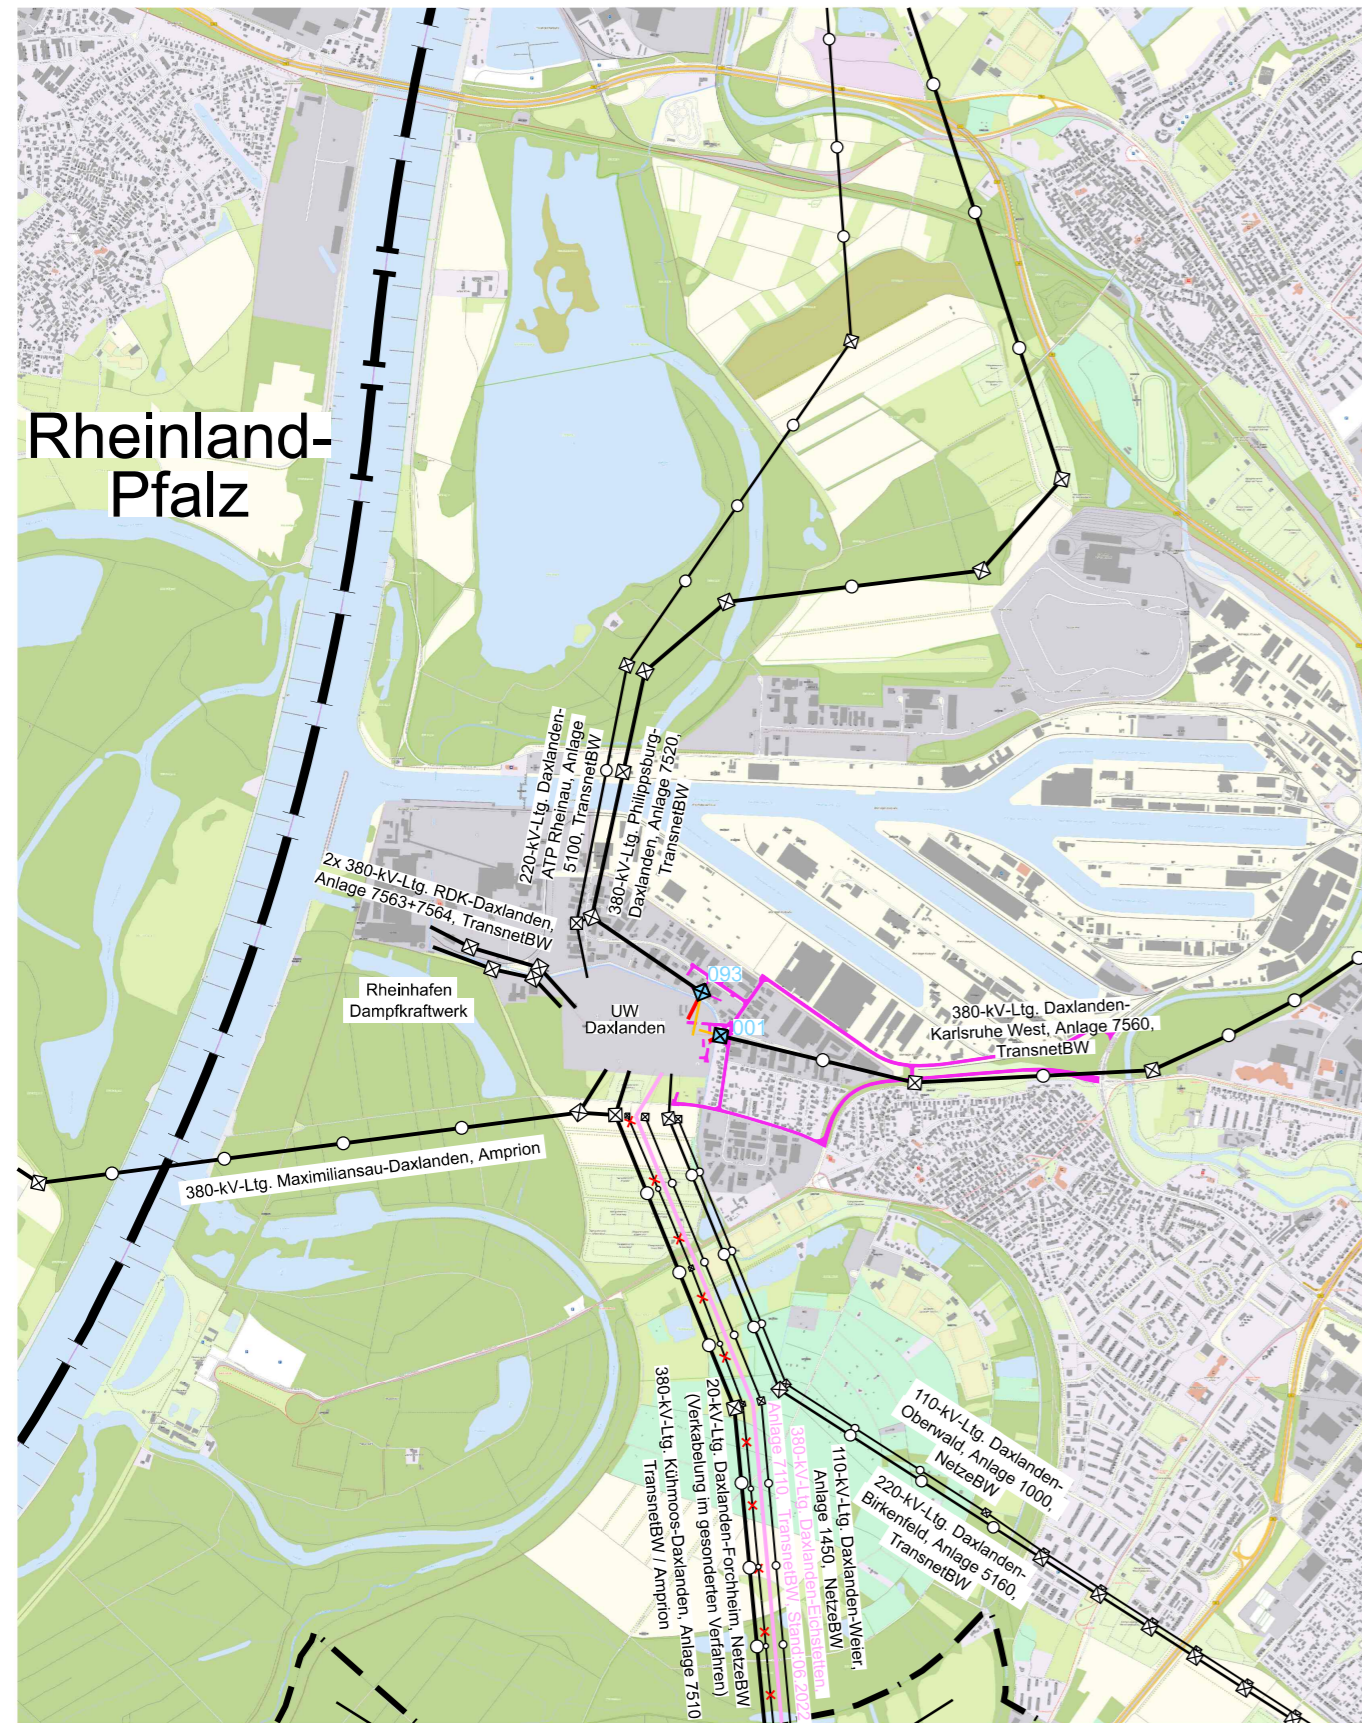 Rheinland-
Pfalz
220-kV-Ltg. Daxlanden-
ATP Rheinau, Anlage
5100, TransnetBW
380-kV-Ltg. Philippsburg-
Daxlanden, Anlage 7520,
TransnetBW
2x 380-kV-Ltg. RDK-Daxlanden,
Anlage 7563+7564, TransnetBW
Rheinhafen
Dampfkraftwerk
UW
Daxlanden
093
001
380-kV-Ltg. Daxlanden-
Karlsruhe West, Anlage 7560,
TransnetBW
380-kV-Ltg. Maximiliansau-Daxlanden, Amprion
380-kV-Ltg. Kühmoos-Daxlanden, Anlage 7510
TransnetBW / Amprion
20-kV-Ltg. Daxlanden-Forchheim, NetzeBW
(Verkabelung im gesonderten Verfahren)
380-kV-Ltg. Daxlanden-Eichstetten,
Anlage 7110, TransnetBW, Stand:06.2022
110-kV-Ltg. Daxlanden-Weier,
Anlage 1450, NetzeBW
110-kV-Ltg. Daxlanden-
Oberwald, Anlage 1000,
NetzeBW
220-kV-Ltg. Daxlanden-
Birkenfeld, Anlage 5160,
TransnetBW